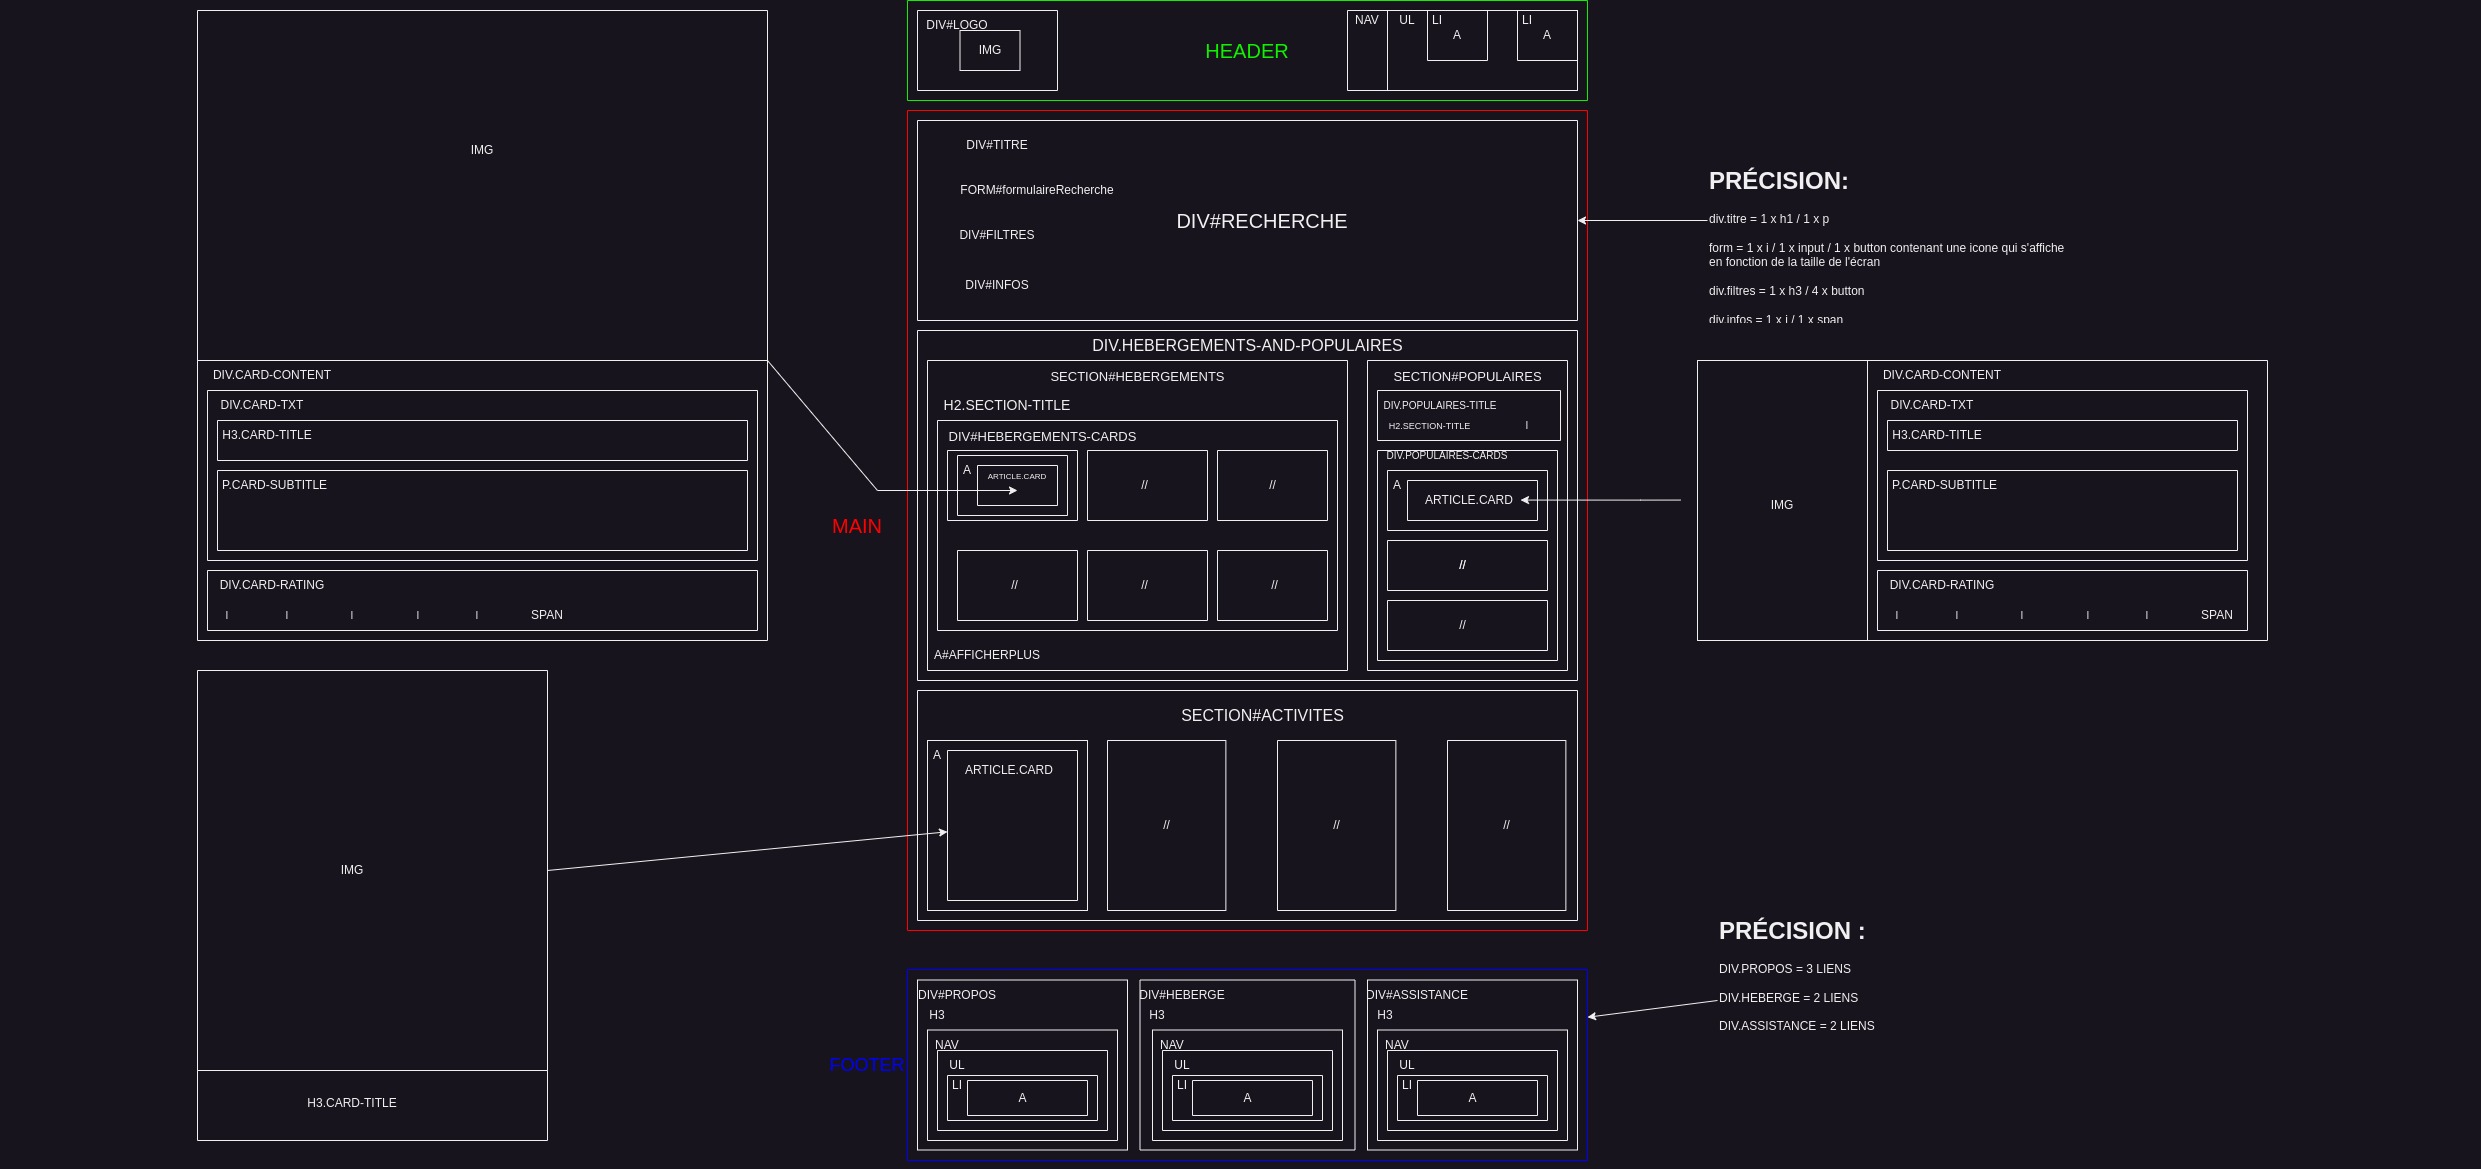 DIV#LOGO
IMG
HEADER
NAV
UL
LI
A
LI
A
IMG
DIV.CARD-CONTENT
DIV.CARD-TXT
H3.CARD-TITLE
P.CARD-SUBTITLE
DIV.CARD-RATING
I I I I I SPAN
DIV#TITRE
FORM#formulaireRecherche
DIV#RECHERCHE
DIV#FILTRES
DIV#INFOS
PRÉCISION:
div.titre = 1 x h1 / 1 x p
form = 1 x i / 1 x input / 1 x button contenant une icone qui s'affiche
en fonction de la taille de l'écran
div.filtres = 1 x h3 / 4 x button
div.infos = 1 x i / 1 x span
MAIN
DIV.HEBERGEMENTS-AND-POPULAIRES
SECTION#HEBERGEMENTS
H2.SECTION-TITLE
DIV#HEBERGEMENTS-CARDS
A
ARTICLE.CARD
//
//
//
//
//
A#AFFICHERPLUS
SECTION#POPULAIRES
DIV.POPULAIRES-TITLE
H2.SECTION-TITLE I
DIV.POPULAIRES-CARDS
A
ARTICLE.CARD
//
//
IMG
DIV.CARD-CONTENT
DIV.CARD-TXT
H3.CARD-TITLE
P.CARD-SUBTITLE
DIV.CARD-RATING
I I I I I SPAN
SECTION#ACTIVITES
A
ARTICLE.CARD
//
//
//
IMG
H3.CARD-TITLE
FOOTER
DIV#PROPOS
H3
NAV
UL
LI
A
DIV#HEBERGE
H3
NAV
UL
LI
A
DIV#ASSISTANCE
H3
NAV
UL
LI
A
PRÉCISION :
DIV.PROPOS = 3 LIENS
DIV.HEBERGE = 2 LIENS
DIV.ASSISTANCE = 2 LIENS